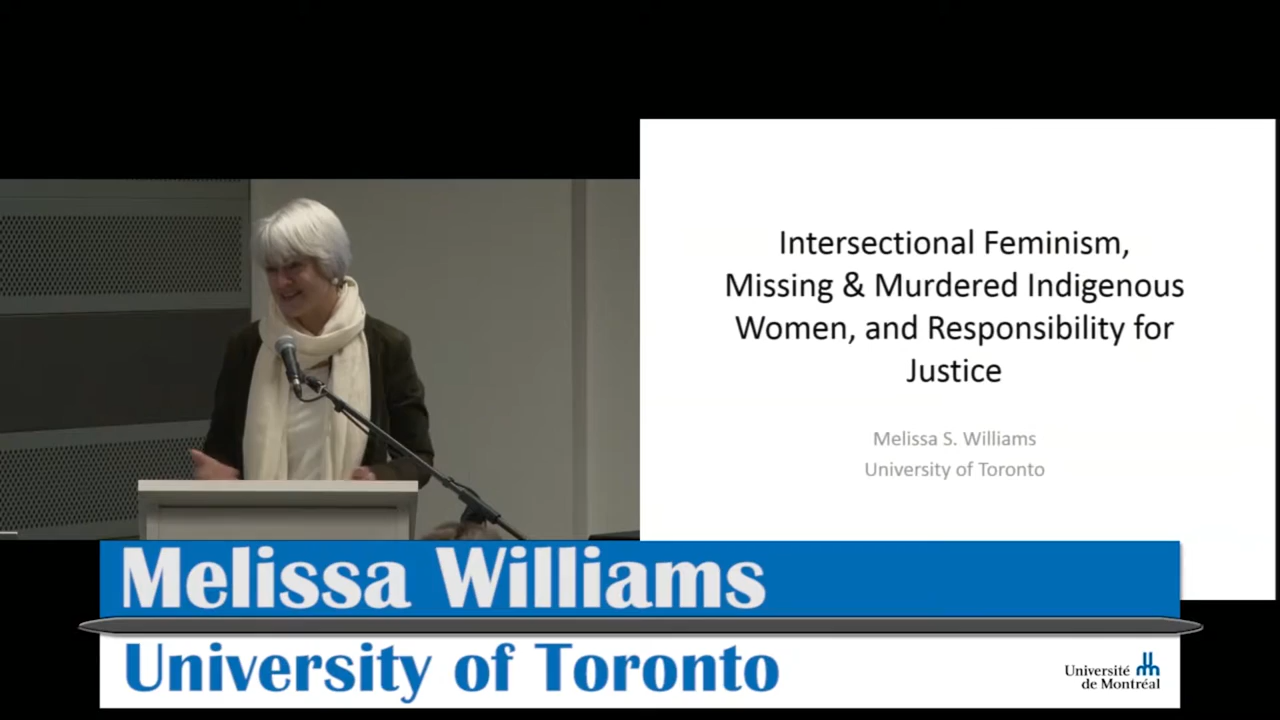 Intersectional Feminism,
Missing & Murdered Indigenous
Women, and Responsibility for
Justice
Melissa S. Williams
University of Toronto
Melissa Williams
University of Toronto
Université
de Montréal